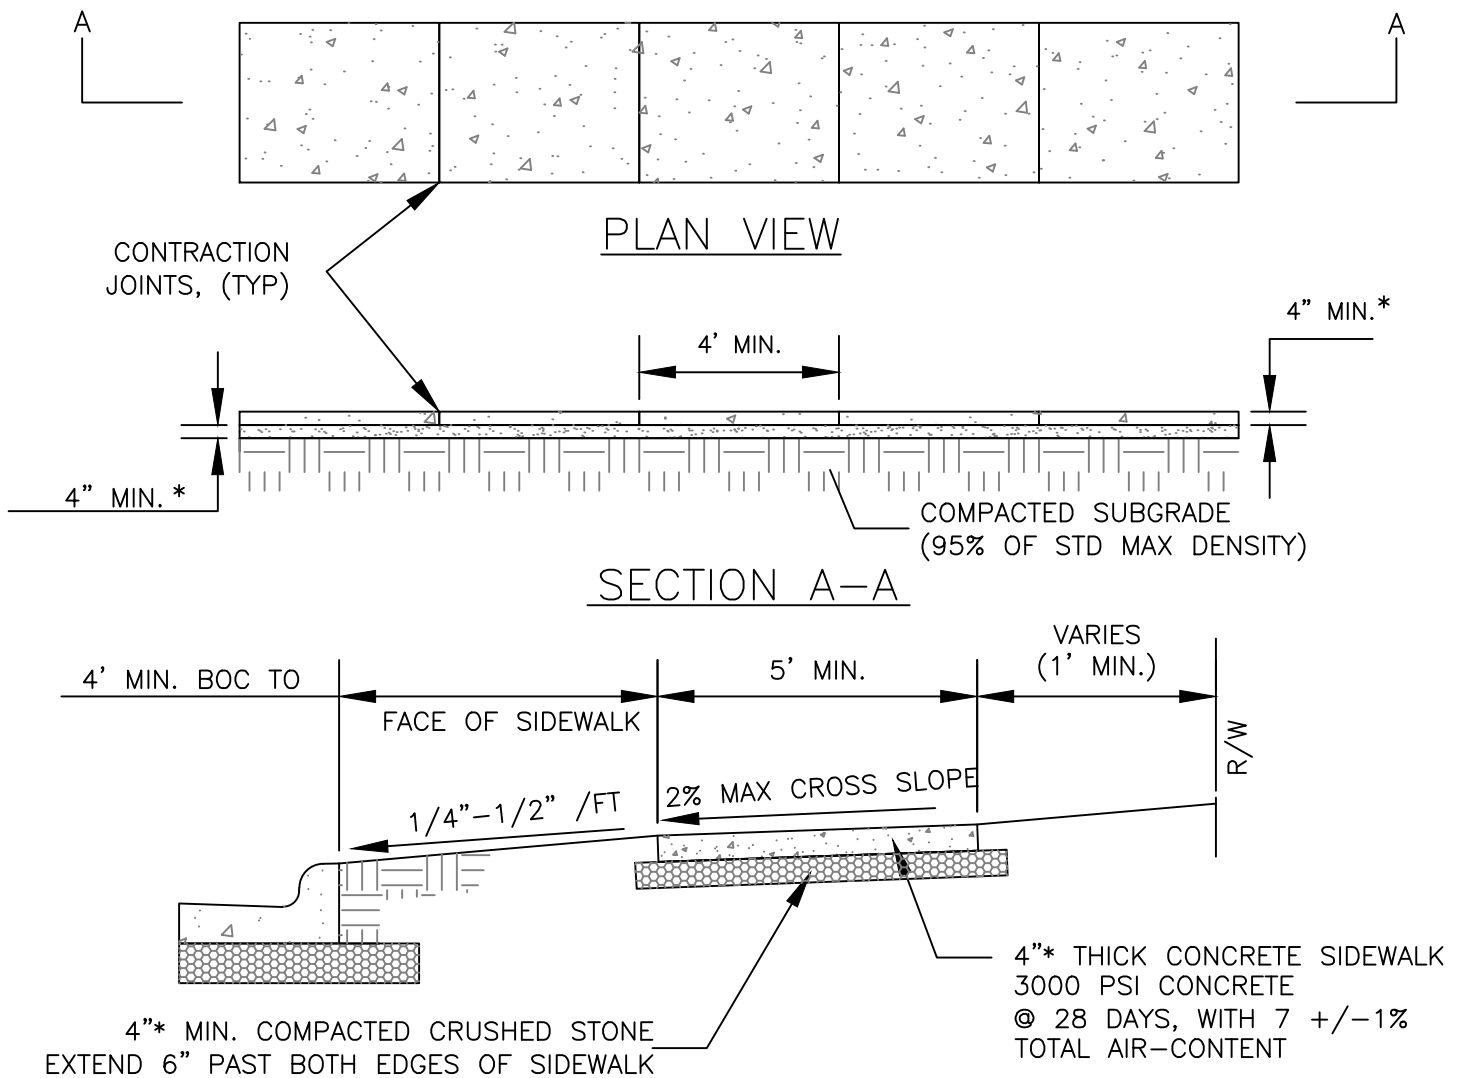 A
A
PLAN VIEW
CONTRACTION
JOINTS, (TYP)
4" MIN.*
4' MIN.
4" MIN.*
COMPACTED SUBGRADE
(95% OF STD MAX DENSITY)
SECTION A-A
4' MIN. BOC TO
FACE OF SIDEWALK
5' MIN.
VARIES
(1' MIN.)
R/W
1/4"-1/2" /FT
2% MAX CROSS SLOPE
4"* MIN. COMPACTED CRUSHED STONE
EXTEND 6" PAST BOTH EDGES OF SIDEWALK
4"* THICK CONCRETE SIDEWALK
3000 PSI CONCRETE
@ 28 DAYS, WITH 7 +/-1%
TOTAL AIR-CONTENT